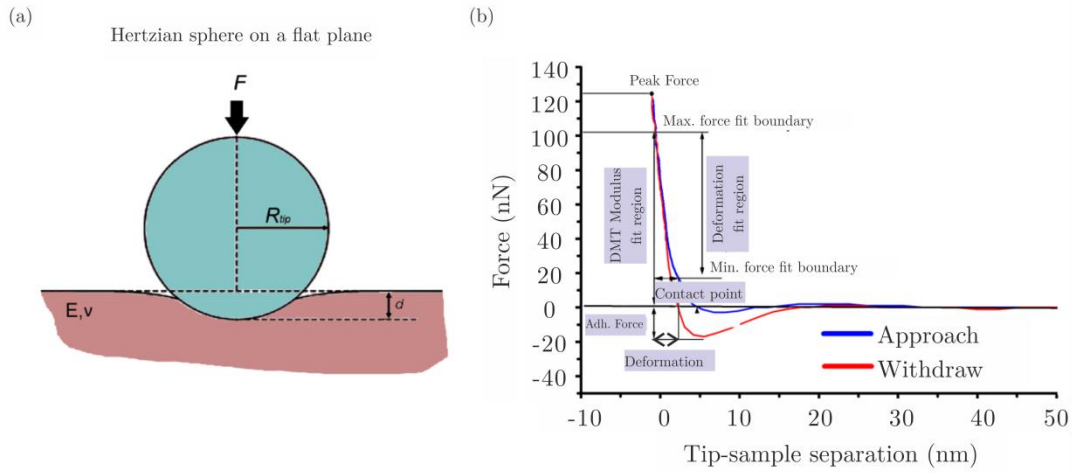 (a)
Hertzian sphere on a flat plane
F
Rtip
E,ν
d
(b)
Force (nN)
140
120
100
80
60
40
20
0
-20
-40
-10
0
10
20
30
40
50
Tip-sample separation (nm)
Peak Force
Max. force fit boundary
DMT Modulus
fit region
Deformation
fit region
Min. force fit boundary
Contact point
Adh. Force
Deformation
Approach
Withdraw